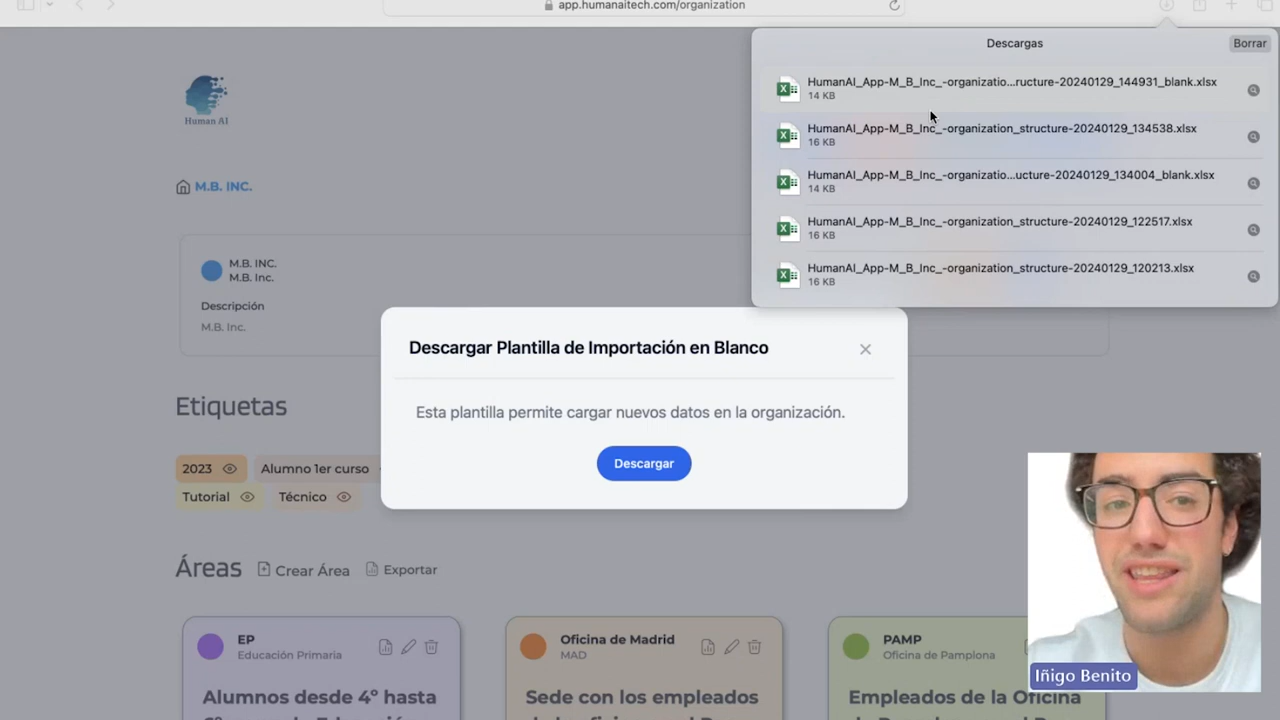 app.humanaitech.com/organization
Descargas
Borrar
HumanAI_App-M_B_Inc_-organizatio...ructure-20240129_144931_blank.xlsx
14 KB
HumanAI_App-M_B_Inc_-organization_structure-20240129_134538.xlsx
16 KB
HumanAI_App-M_B_Inc_-organizatio...ucture-20240129_134004_blank.xlsx
14 KB
HumanAI_App-M_B_Inc_-organization_structure-20240129_122517.xlsx
16 KB
HumanAI_App-M_B_Inc_-organization_structure-20240129_120213.xlsx
16 KB
Human AI
M.B. INC.
M.B. INC.
M.B. Inc.
Descripción
M.B. Inc.
Descargar Plantilla de Importación en Blanco
Esta plantilla permite cargar nuevos datos en la organización.
Descargar
Etiquetas
2023
Alumno 1er curso
Tutorial
Técnico
Áreas
Crear Área
Exportar
EP
Educación Primaria
Alumnos desde 4º hasta
Oficina de Madrid
MAD
Sede con los empleados
PAMP
Oficina de Pamplona
Empleados de la Oficina
Iñigo Benito